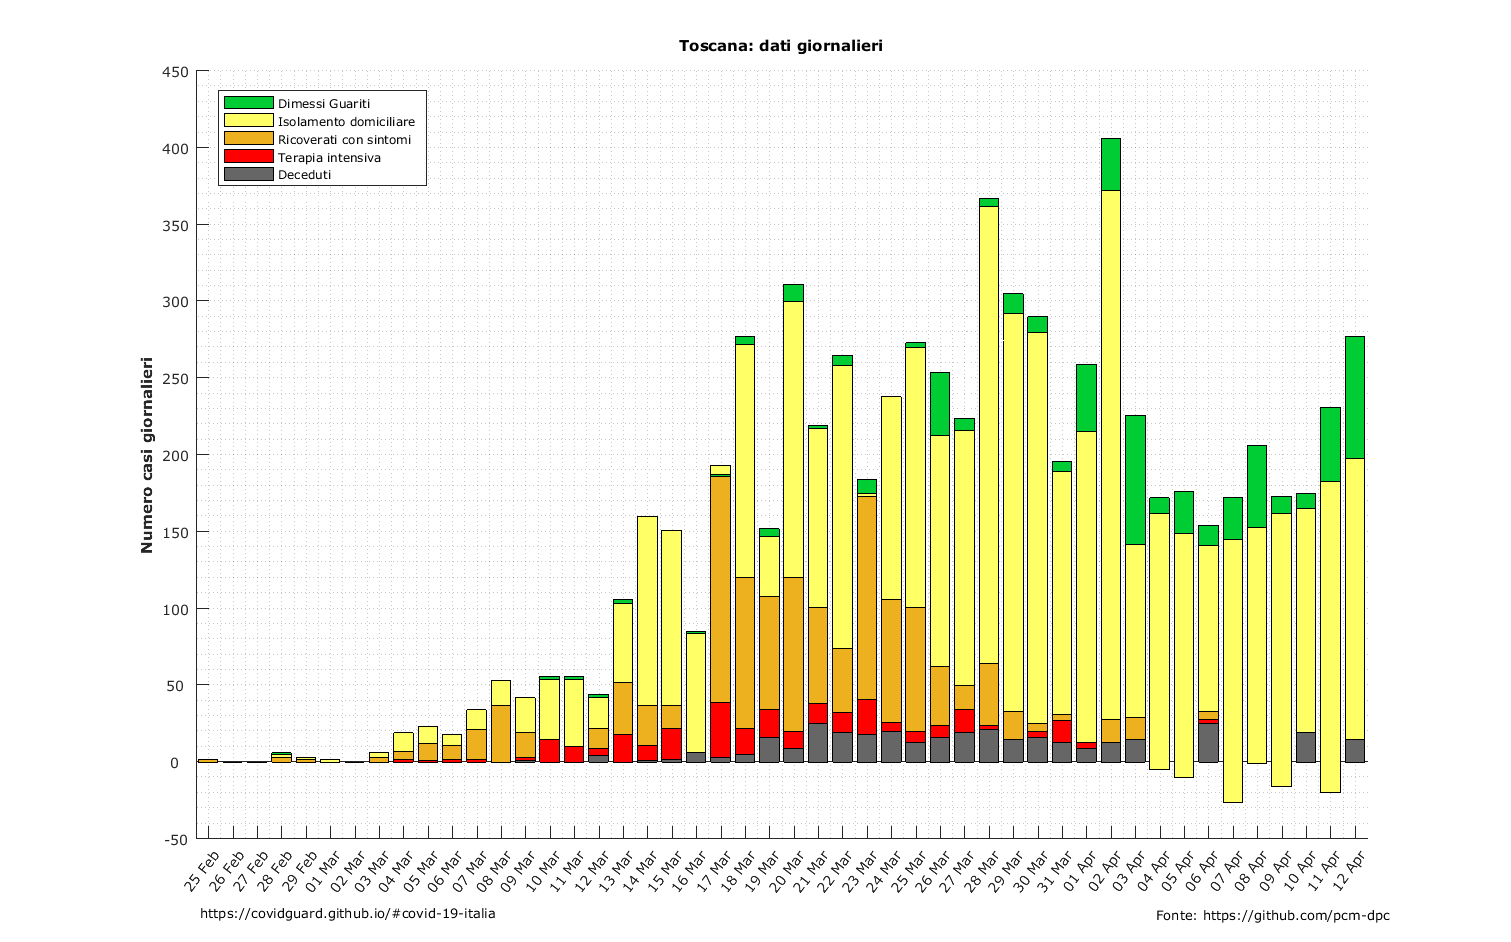 Toscana: dati giornalieri
450
400
350
300
250
200
150
100
50
0
-50
Numero casi giornalieri
Dimessi Guariti
Isolamento domiciliare
Ricoverati con sintomi
Terapia intensiva
Deceduti
25 Feb
26 Feb
27 Feb
28 Feb
29 Feb
01 Mar
02 Mar
03 Mar
04 Mar
05 Mar
06 Mar
07 Mar
08 Mar
09 Mar
10 Mar
11 Mar
12 Mar
13 Mar
14 Mar
15 Mar
16 Mar
17 Mar
18 Mar
19 Mar
20 Mar
21 Mar
22 Mar
23 Mar
24 Mar
25 Mar
26 Mar
27 Mar
28 Mar
29 Mar
30 Mar
31 Mar
01 Apr
02 Apr
03 Apr
04 Apr
05 Apr
06 Apr
07 Apr
08 Apr
09 Apr
10 Apr
11 Apr
12 Apr
https://covidguard.github.io/#covid-19-italia
Fonte: https://github.com/pcm-dpc